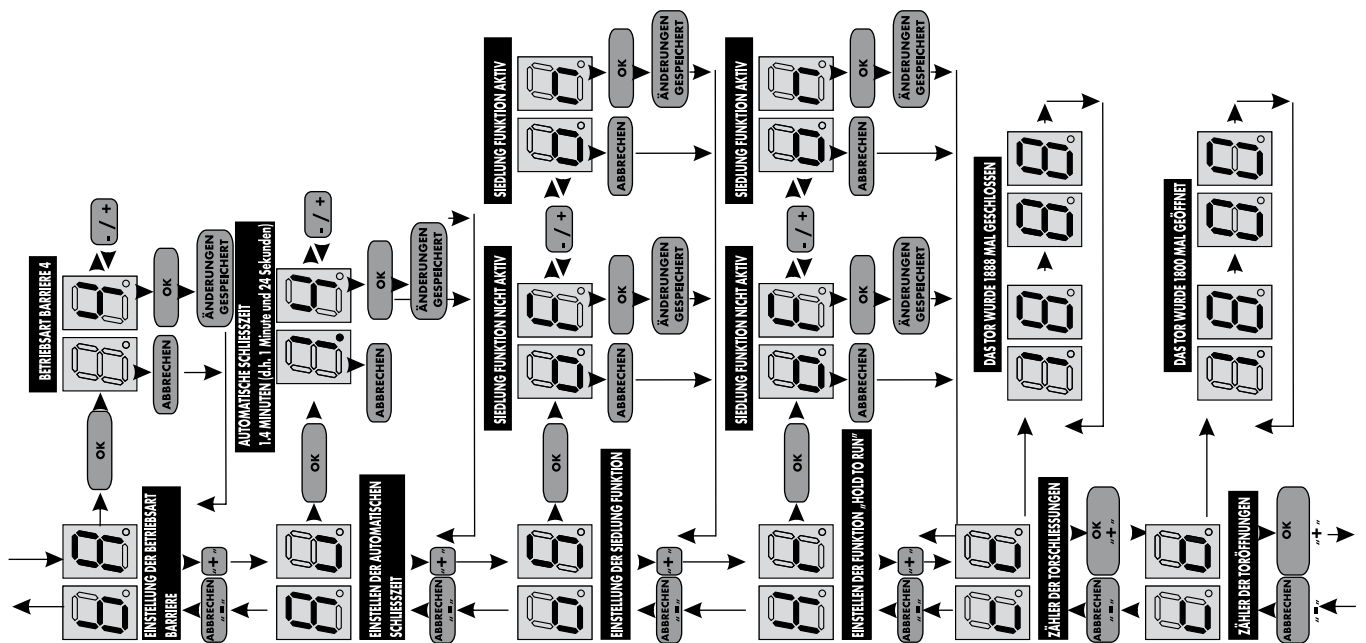 BETRIEBSART BARRIERE 4
OK
- / +
EINSTELLUNG DER BETRIEBSART
BARRIERE
ABBRECHEN
OK
ÄNDERUNGEN
GESPEICHERT
ABBRECHEN
„-“
„+“
AUTOMATISCHE SCHLIESSZEIT
1.4 MINUTEN (d.h. 1 Minute und 24 Sekunden)
OK
- / +
EINSTELLEN DER AUTOMATISCHEN
SCHLIESSZEIT
ABBRECHEN
OK
ÄNDERUNGEN
GESPEICHERT
ABBRECHEN
„-“
„+“
SIEDLUNG FUNKTION NICHT AKTIV
SIEDLUNG FUNKTION AKTIV
OK
- / +
EINSTELLUNG DER SIEDLUNG FUNKTION
ABBRECHEN
OK
ÄNDERUNGEN
GESPEICHERT
ABBRECHEN
OK
ÄNDERUNGEN
GESPEICHERT
ABBRECHEN
„-“
„+“
SIEDLUNG FUNKTION NICHT AKTIV
SIEDLUNG FUNKTION AKTIV
OK
- / +
EINSTELLEN DER FUNKTION „HOLD TO RUN“
ABBRECHEN
OK
ÄNDERUNGEN
GESPEICHERT
ABBRECHEN
OK
ÄNDERUNGEN
GESPEICHERT
ABBRECHEN
„-“
„+“
DAS TOR WURDE 1888 MAL GESCHLOSSEN
ZÄHLER DER TORSCHLIESSUNGEN
ABBRECHEN
„-“
OK
„+“
DAS TOR WURDE 1800 MAL GEÖFFNET
ZÄHLER DER TORÖFFNUNGEN
ABBRECHEN
„-“
OK
„+“